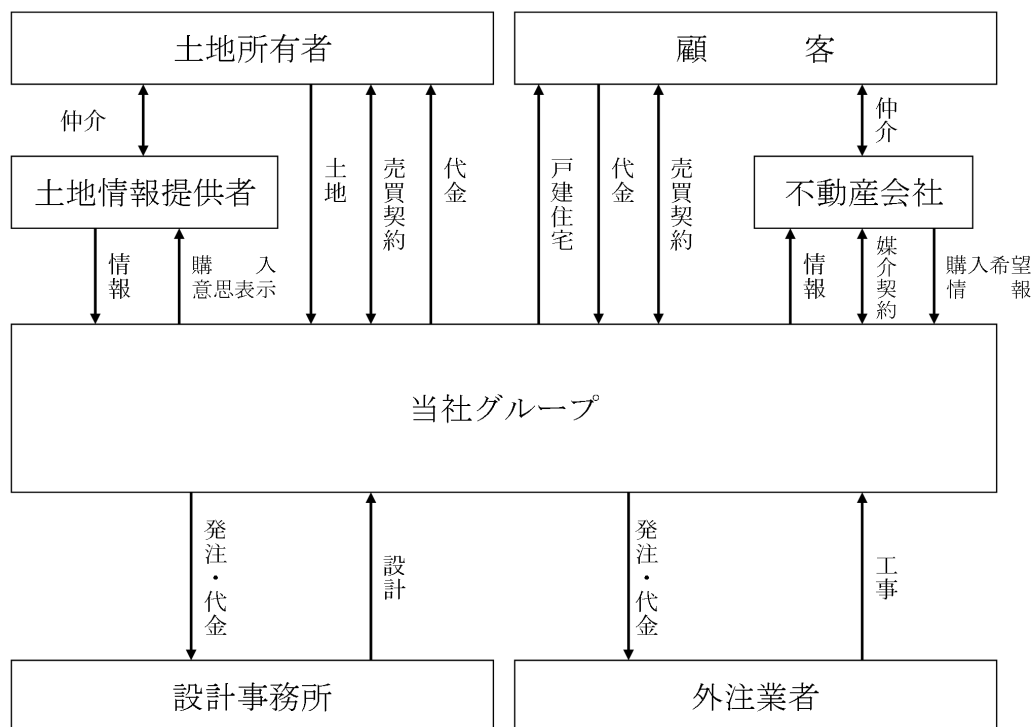 土地所有者
顧客
仲介
土地
売買契約
代金
戸建住宅
代金
売買契約
仲介
土地情報提供者
不動産会社
情報
購入
意思表示
情報
媒介契約
購入希望
情報
当社グループ
発注・代金
設計
発注・代金
工事
設計事務所
外注業者